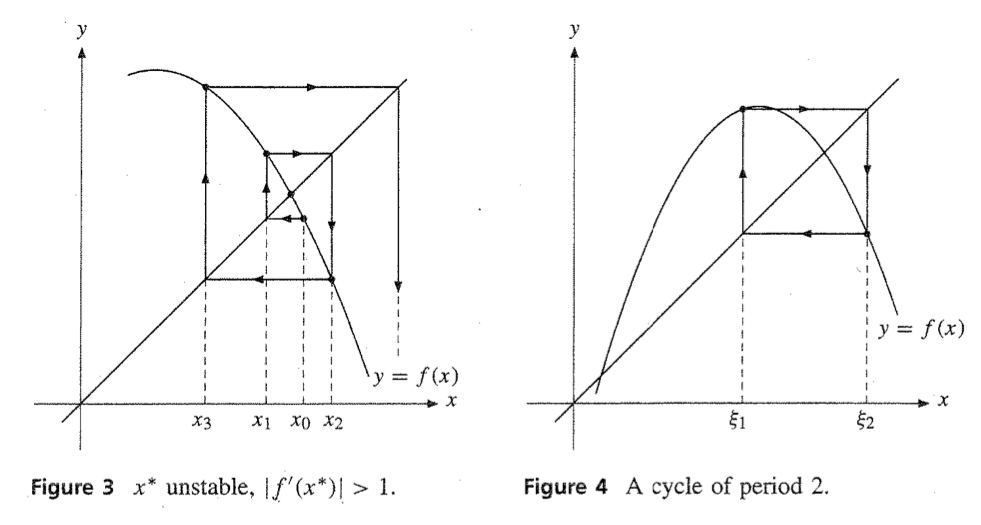 y
y = f(x)
x
x₃ x₁ x₀ x₂
Figure 3 x* unstable, |f′(x*)| > 1.
y
y = f(x)
x
ξ₁ ξ₂
Figure 4 A cycle of period 2.